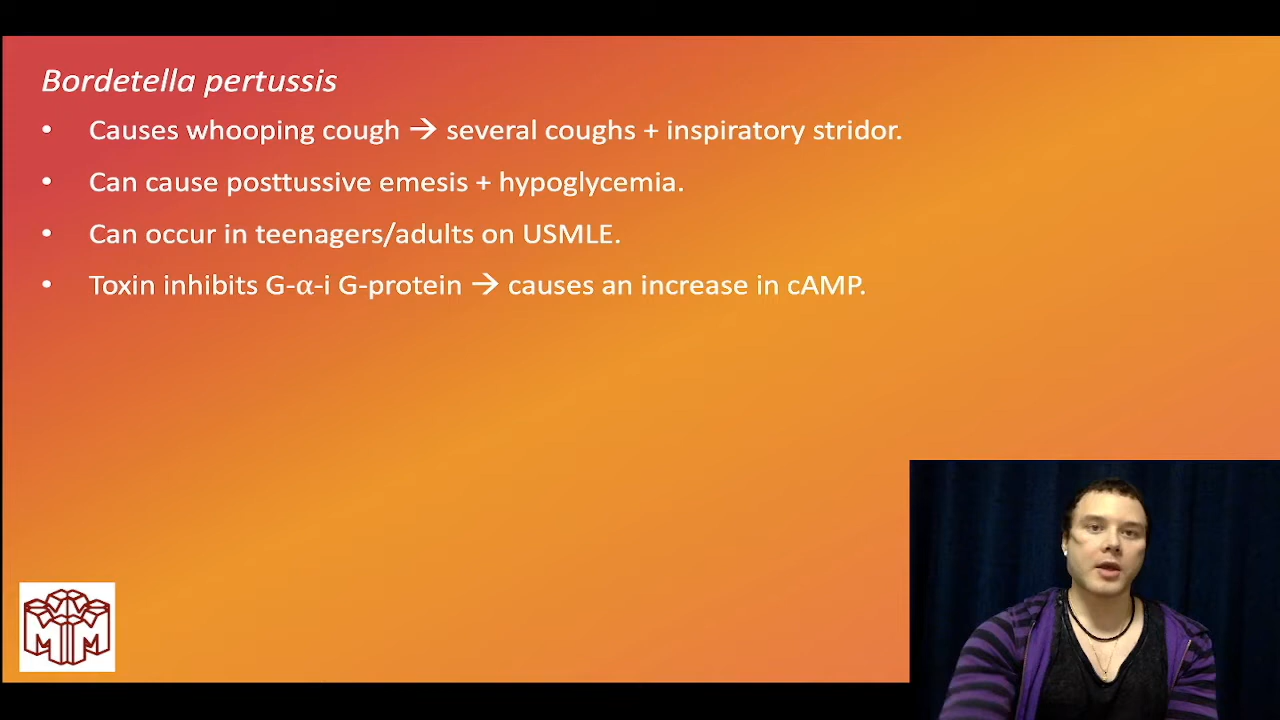 Bordetella pertussis
• Causes whooping cough → several coughs + inspiratory stridor.
• Can cause posttussive emesis + hypoglycemia.
• Can occur in teenagers/adults on USMLE.
• Toxin inhibits G-α-i G-protein → causes an increase in cAMP.
M M